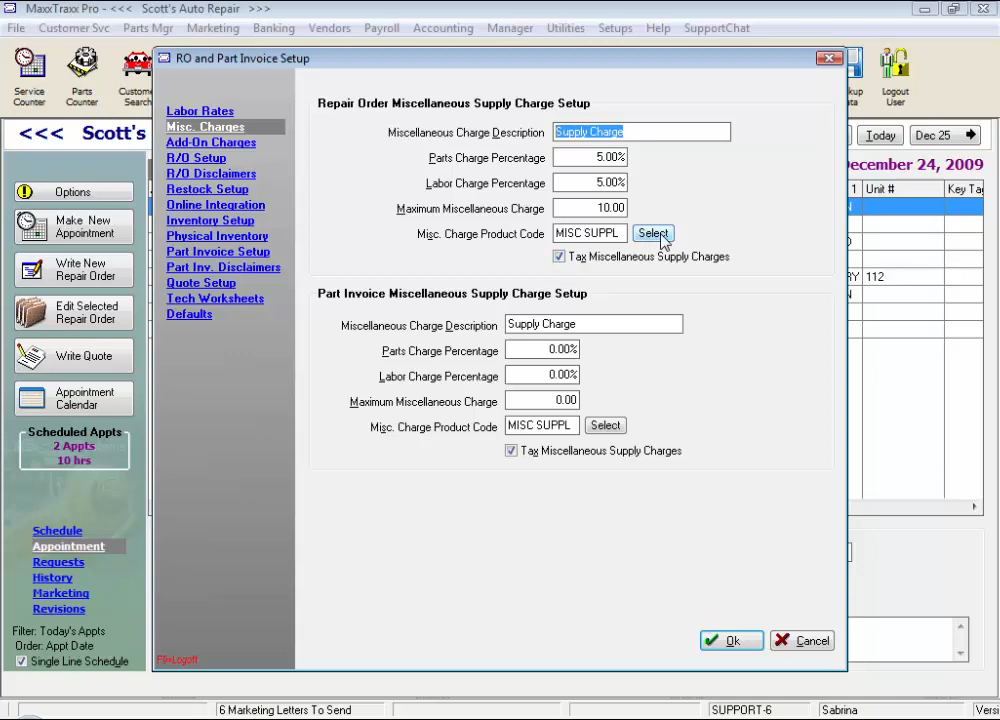 MaxxTraxx Pro - <<< Scott's Auto Repair >>>
File Customer Svc Parts Mgr Marketing Banking Vendors Payroll Accounting Manager Utilities Setups Help SupportChat
Service Counter
Parts Counter
Search
Logout User
<<< Scott's
Today
Dec 25
December 24, 2009
RO and Part Invoice Setup
Options
Make New Appointment
Write New Repair Order
Edit Selected Repair Order
Write Quote
Appointment Calendar
Scheduled Appts
2 Appts
10 hrs
Schedule
Appointment
Requests
History
Marketing
Revisions
Filter: Today's Appts
Order: Appt Date
Single Line Schedule
Labor Rates
Misc. Charges
Add-On Charges
R/O Setup
R/O Disclaimers
Restock Setup
Online Integration
Inventory Setup
Physical Inventory
Part Invoice Setup
Part Inv. Disclaimers
Quote Setup
Tech Worksheets
Defaults
F9=Logoff
Repair Order Miscellaneous Supply Charge Setup
Miscellaneous Charge Description Supply Charge
Parts Charge Percentage 5.00%
Labor Charge Percentage 5.00%
Maximum Miscellaneous Charge 10.00
Misc. Charge Product Code MISC SUPPL Select
Tax Miscellaneous Supply Charges
Part Invoice Miscellaneous Supply Charge Setup
Miscellaneous Charge Description Supply Charge
Parts Charge Percentage 0.00%
Labor Charge Percentage 0.00%
Maximum Miscellaneous Charge 0.00
Misc. Charge Product Code MISC SUPPL Select
Tax Miscellaneous Supply Charges
Ok Cancel
1 Unit # Key Tag
112
6 Marketing Letters To Send
SUPPORT-6
Sabrina